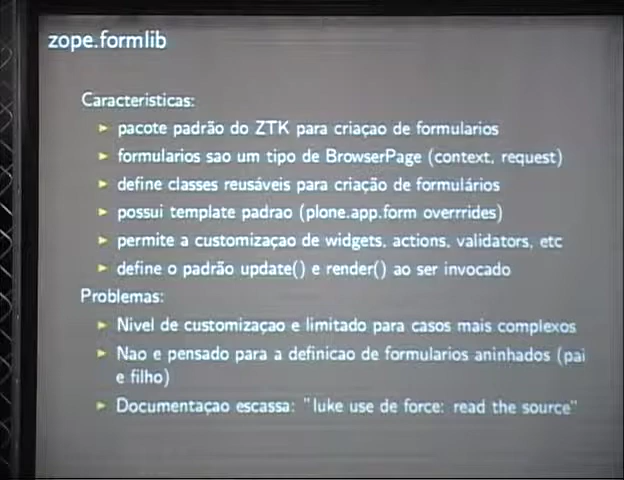 zope.formlib
Caracteristicas:
► pacote padrão do ZTK para criaçao de formularios
► formularios sao um tipo de BrowserPage (context, request)
► define classes reusáveis para criação de formulários
► possui template padrao (plone.app.form overrrides)
► permite a customizaçao de widgets, actions, validators, etc
► define o padrão update() e render() ao ser invocado
Problemas:
► Nivel de customizaçao e limitado para casos mais complexos
► Nao e pensado para a definicao de formularios aninhados (pai
e filho)
► Documentaçao escassa: "luke use de force: read the source"